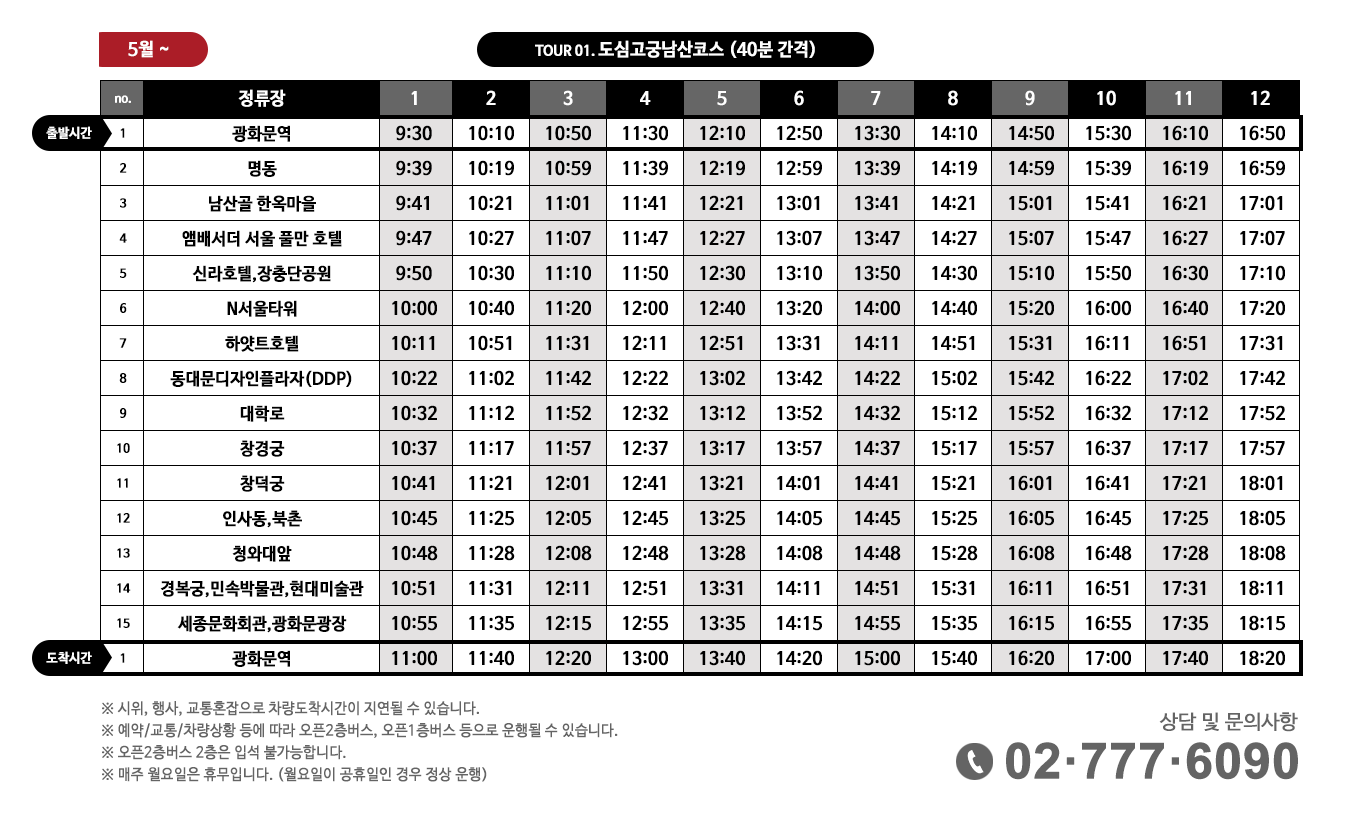 5월 ~
TOUR 01. 도심고궁남산코스 (40분 간격)
no. 정류장 1 2 3 4 5 6 7 8 9 10 11 12
출발시간 1 광화문역 9:30 10:10 10:50 11:30 12:10 12:50 13:30 14:10 14:50 15:30 16:10 16:50
2 명동 9:39 10:19 10:59 11:39 12:19 12:59 13:39 14:19 14:59 15:39 16:19 16:59
3 남산골 한옥마을 9:41 10:21 11:01 11:41 12:21 13:01 13:41 14:21 15:01 15:41 16:21 17:01
4 앰배서더 서울 풀만 호텔 9:47 10:27 11:07 11:47 12:27 13:07 13:47 14:27 15:07 15:47 16:27 17:07
5 신라호텔,장충단공원 9:50 10:30 11:10 11:50 12:30 13:10 13:50 14:30 15:10 15:50 16:30 17:10
6 N서울타워 10:00 10:40 11:20 12:00 12:40 13:20 14:00 14:40 15:20 16:00 16:40 17:20
7 하얏트호텔 10:11 10:51 11:31 12:11 12:51 13:31 14:11 14:51 15:31 16:11 16:51 17:31
8 동대문디자인플라자(DDP) 10:22 11:02 11:42 12:22 13:02 13:42 14:22 15:02 15:42 16:22 17:02 17:42
9 대학로 10:32 11:12 11:52 12:32 13:12 13:52 14:32 15:12 15:52 16:32 17:12 17:52
10 창경궁 10:37 11:17 11:57 12:37 13:17 13:57 14:37 15:17 15:57 16:37 17:17 17:57
11 창덕궁 10:41 11:21 12:01 12:41 13:21 14:01 14:41 15:21 16:01 16:41 17:21 18:01
12 인사동,북촌 10:45 11:25 12:05 12:45 13:25 14:05 14:45 15:25 16:05 16:45 17:25 18:05
13 청와대앞 10:48 11:28 12:08 12:48 13:28 14:08 14:48 15:28 16:08 16:48 17:28 18:08
14 경복궁,민속박물관,현대미술관 10:51 11:31 12:11 12:51 13:31 14:11 14:51 15:31 16:11 16:51 17:31 18:11
15 세종문화회관,광화문광장 10:55 11:35 12:15 12:55 13:35 14:15 14:55 15:35 16:15 16:55 17:35 18:15
도착시간 1 광화문역 11:00 11:40 12:20 13:00 13:40 14:20 15:00 15:40 16:20 17:00 17:40 18:20
※ 시위, 행사, 교통혼잡으로 차량도착시간이 지연될 수 있습니다.
※ 예약/교통/차량상황 등에 따라 오픈2층버스, 오픈1층버스 등으로 운행될 수 있습니다.
※ 오픈2층버스 2층은 입석 불가능합니다.
※ 매주 월요일은 휴무입니다. (월요일이 공휴일인 경우 정상 운행)
상담 및 문의사항
02·777·6090